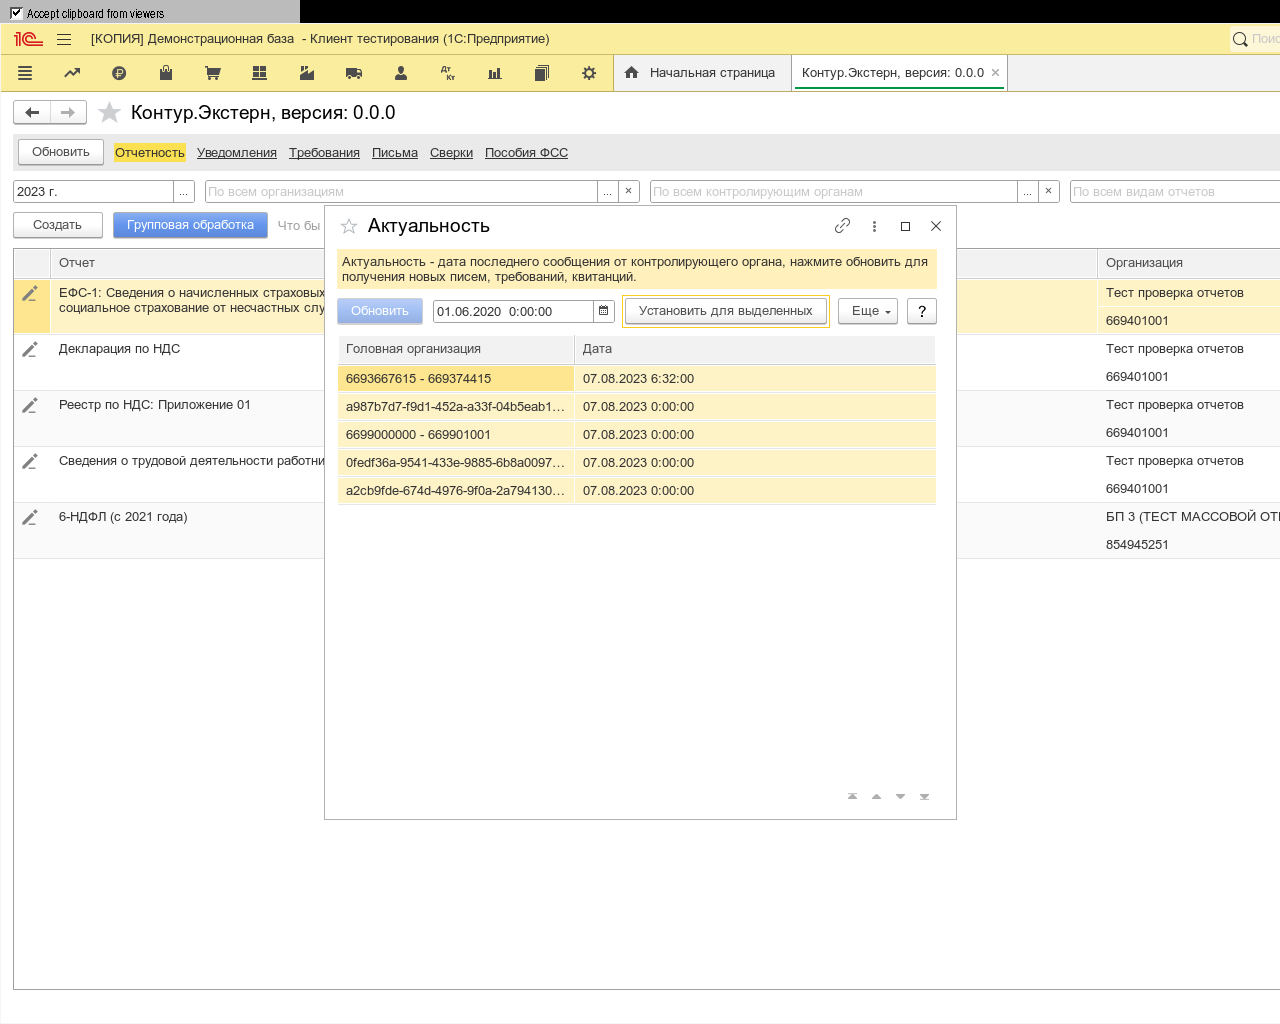 Accept clipboard from viewers
[КОПИЯ] Демонстрационная база - Клиент тестирования (1С:Предприятие)
Начальная страница
Контур.Экстерн, версия: 0.0.0
Контур.Экстерн, версия: 0.0.0
Обновить
Отчетность
Уведомления
Требования
Письма
Сверки
Пособия ФСС
2023 г.
...
По всем организациям
...
По всем контролирующим органам
...
По всем видам отчетов
Создать
Групповая обработка
Что бы
Отчет
Организация
ЕФС-1: Сведения о начисленных страховых
социальное страхование от несчастных слу
Тест проверка отчетов
669401001
Декларация по НДС
Тест проверка отчетов
669401001
Реестр по НДС: Приложение 01
Тест проверка отчетов
669401001
Сведения о трудовой деятельности работни
Тест проверка отчетов
669401001
6-НДФЛ (с 2021 года)
БП 3 (ТЕСТ МАССОВОЙ
854945251
Актуальность
Актуальность - дата последнего сообщения от контролирующего органа, нажмите обновить для
получения новых писем, требований, квитанций.
Обновить
01.06.2020 0:00:00
Установить для выделенных
Еще
?
Головная организация
Дата
6693667615 - 669374415
07.08.2023 6:32:00
a987b7d7-f9d1-452a-a33f-04b5eab1...
07.08.2023 0:00:00
6699000000 - 669901001
07.08.2023 0:00:00
0fedf36a-9541-433e-9885-6b8a0097...
07.08.2023 0:00:00
a2cb9fde-674d-4976-9f0a-2a794130...
07.08.2023 0:00:00